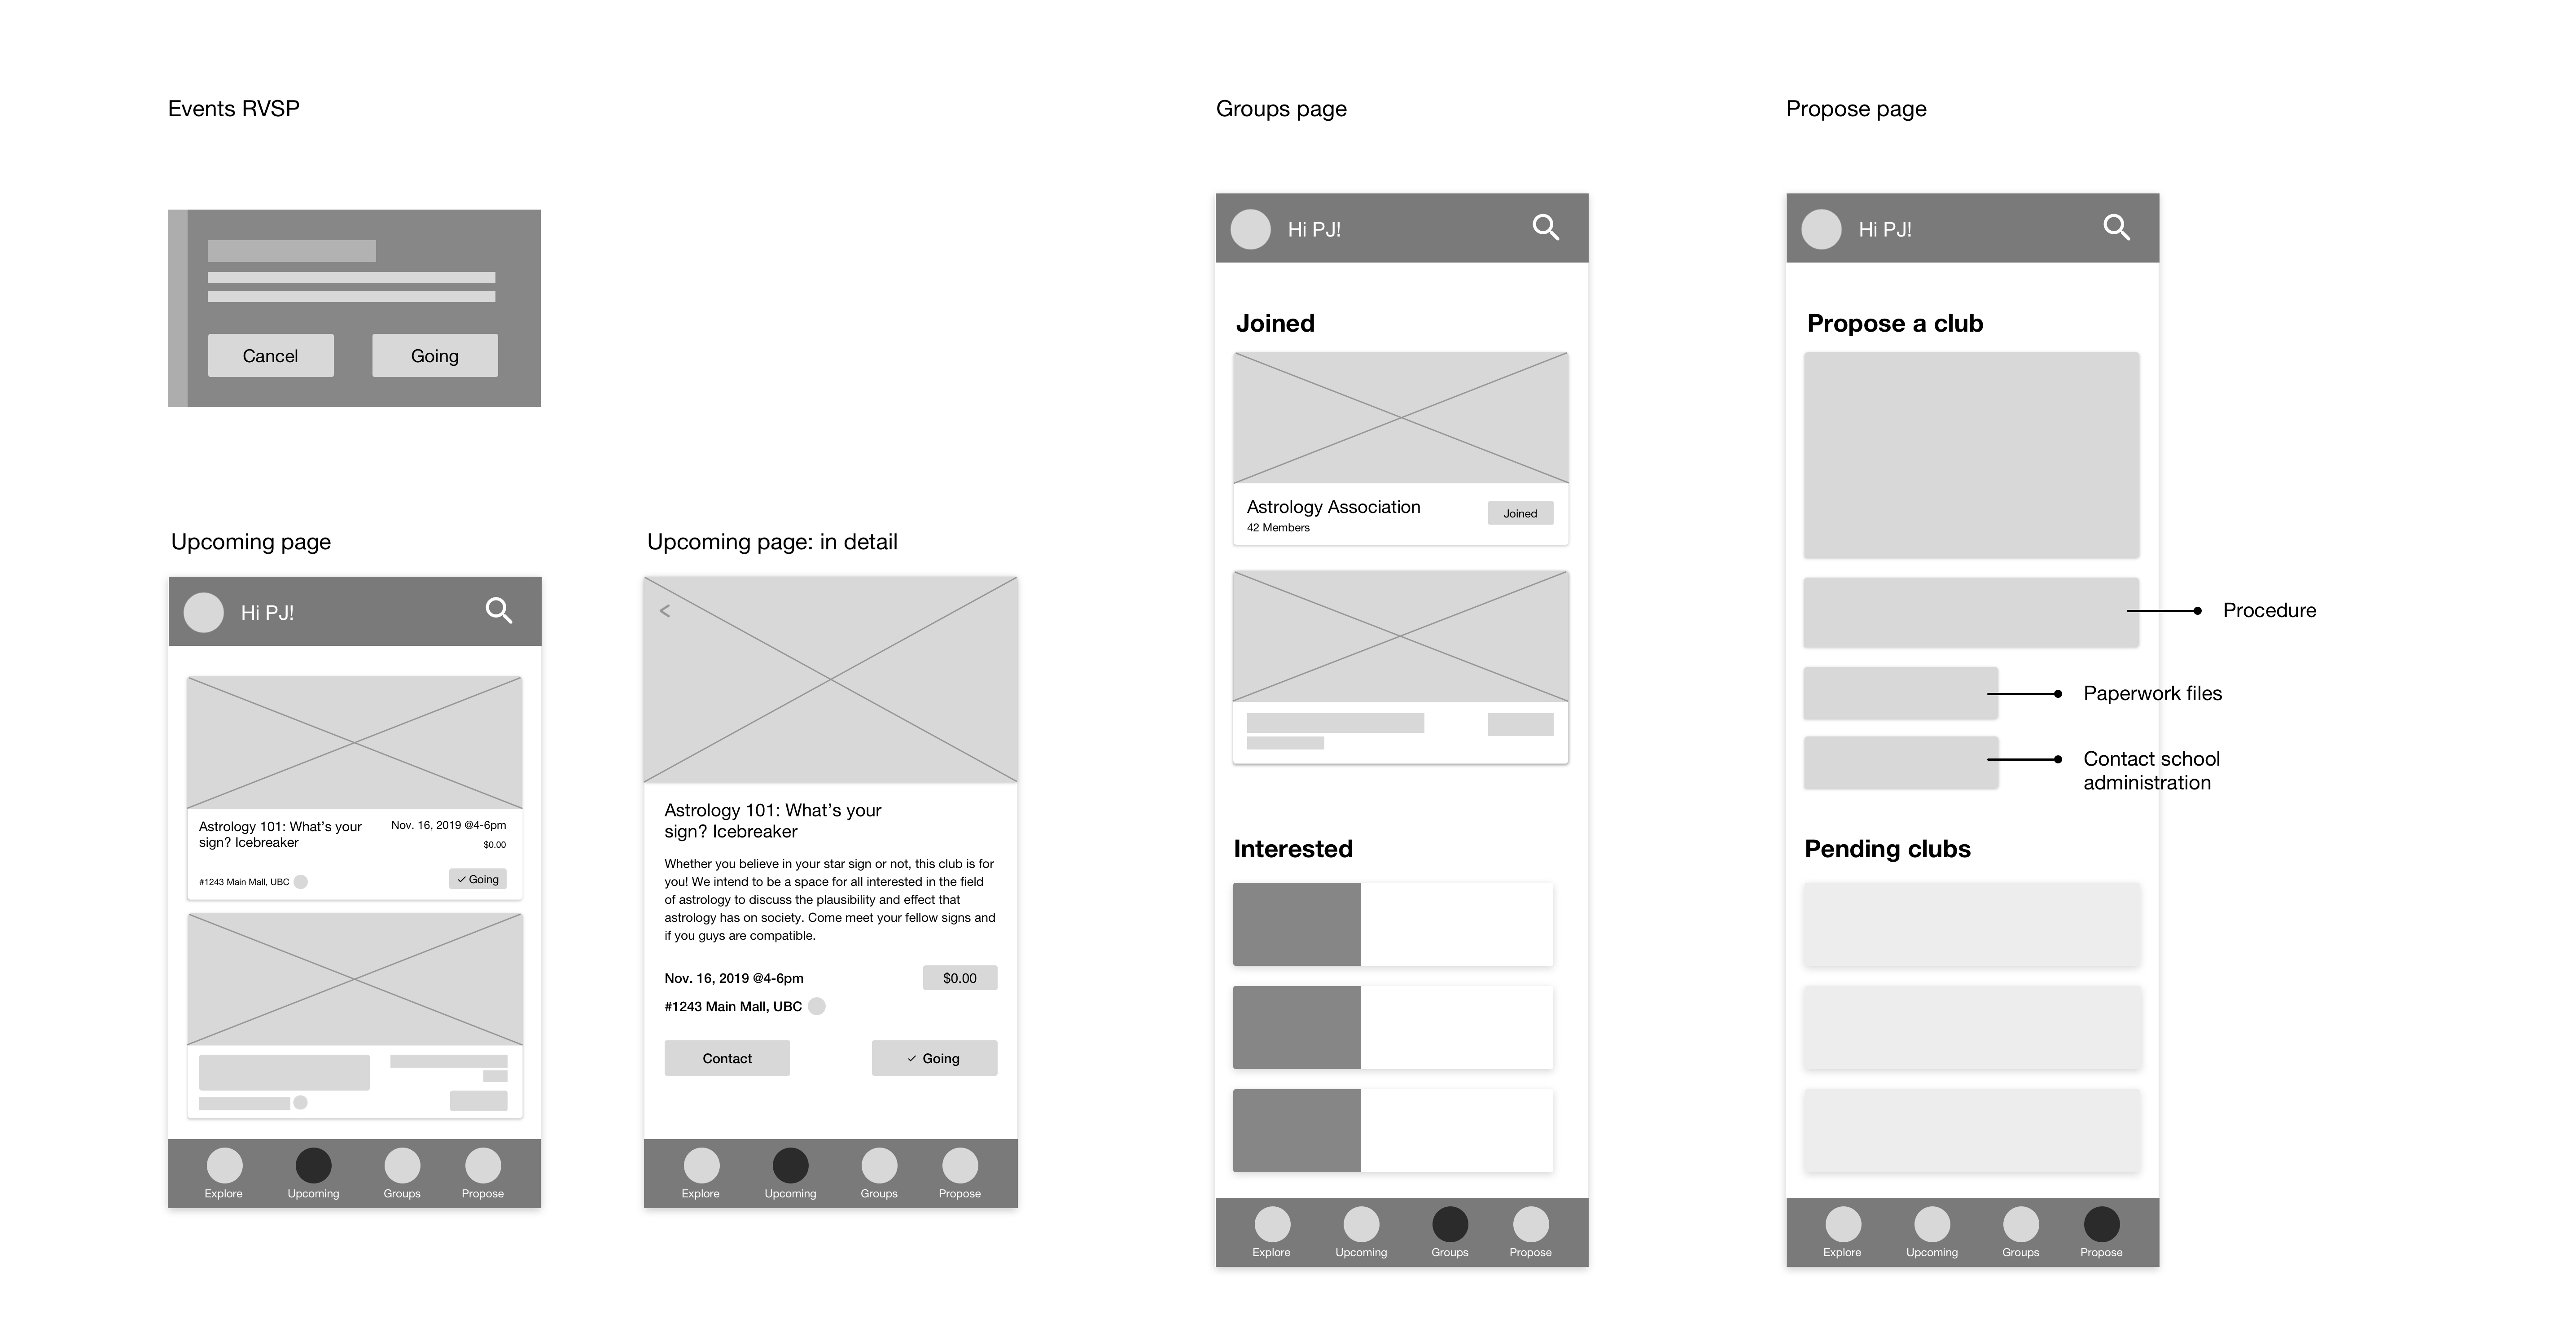 Events RVSP
Cancel
Going
Upcoming page
Hi PJ!
Astrology 101: What's your
sign? Icebreaker
Nov. 16, 2019 @4-6pm
$0.00
#1243 Main Mall, UBC
✓ Going
Explore
Upcoming
Groups
Propose
Upcoming page: in detail
<
Astrology 101: What's your
sign? Icebreaker
Whether you believe in your star sign or not, this club is for
you! We intend to be a space for all interested in the field
of astrology to discuss the plausibility and effect that
astrology has on society. Come meet your fellow signs and
if you guys are compatible.
Nov. 16, 2019 @4-6pm
$0.00
#1243 Main Mall, UBC
Contact
✓ Going
Explore
Upcoming
Groups
Propose
Groups page
Hi PJ!
Joined
Astrology Association
42 Members
Joined
Interested
Explore
Upcoming
Groups
Propose
Propose page
Hi PJ!
Propose a club
Procedure
Paperwork files
Contact school
administration
Pending clubs
Explore
Upcoming
Groups
Propose